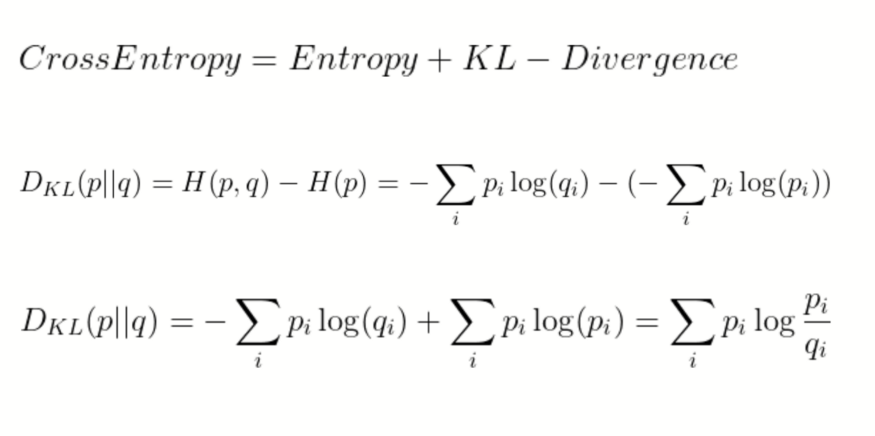 CrossEntropy = Entropy + KL − Divergence
D_{KL}(p||q) = H(p, q) − H(p) = −∑_i p_i log(q_i) − (−∑_i p_i log(p_i))
D_{KL}(p||q) = −∑_i p_i log(q_i) + ∑_i p_i log(p_i) = ∑_i p_i log \frac{p_i}{q_i}